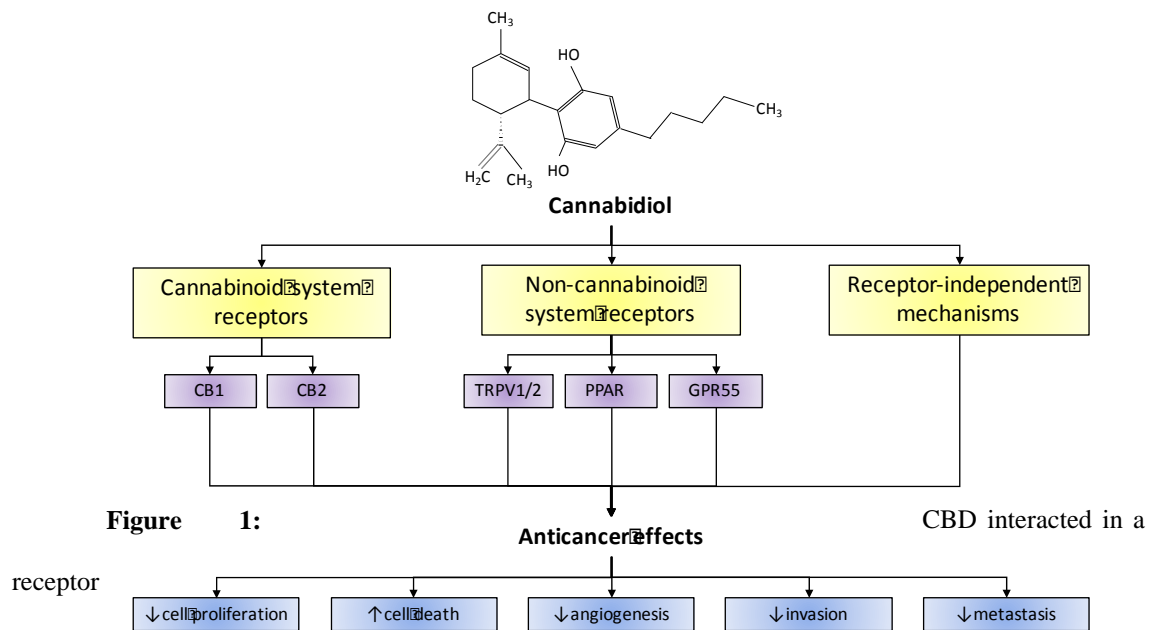 CH₃
HO
CH₃
HO
H₂C
CH₃
Cannabidiol
Cannabinoid⍰system⍰
receptors
Non-cannabinoid⍰
system⍰receptors
Receptor-independent⍰
mechanisms
CB1
CB2
TRPV1/2
PPAR
GPR55
Figure 1:
CBD interacted in a
Anticancer⍰effects
receptor
↓cell⍰proliferation
↑cell⍰death
↓angiogenesis
↓invasion
↓metastasis